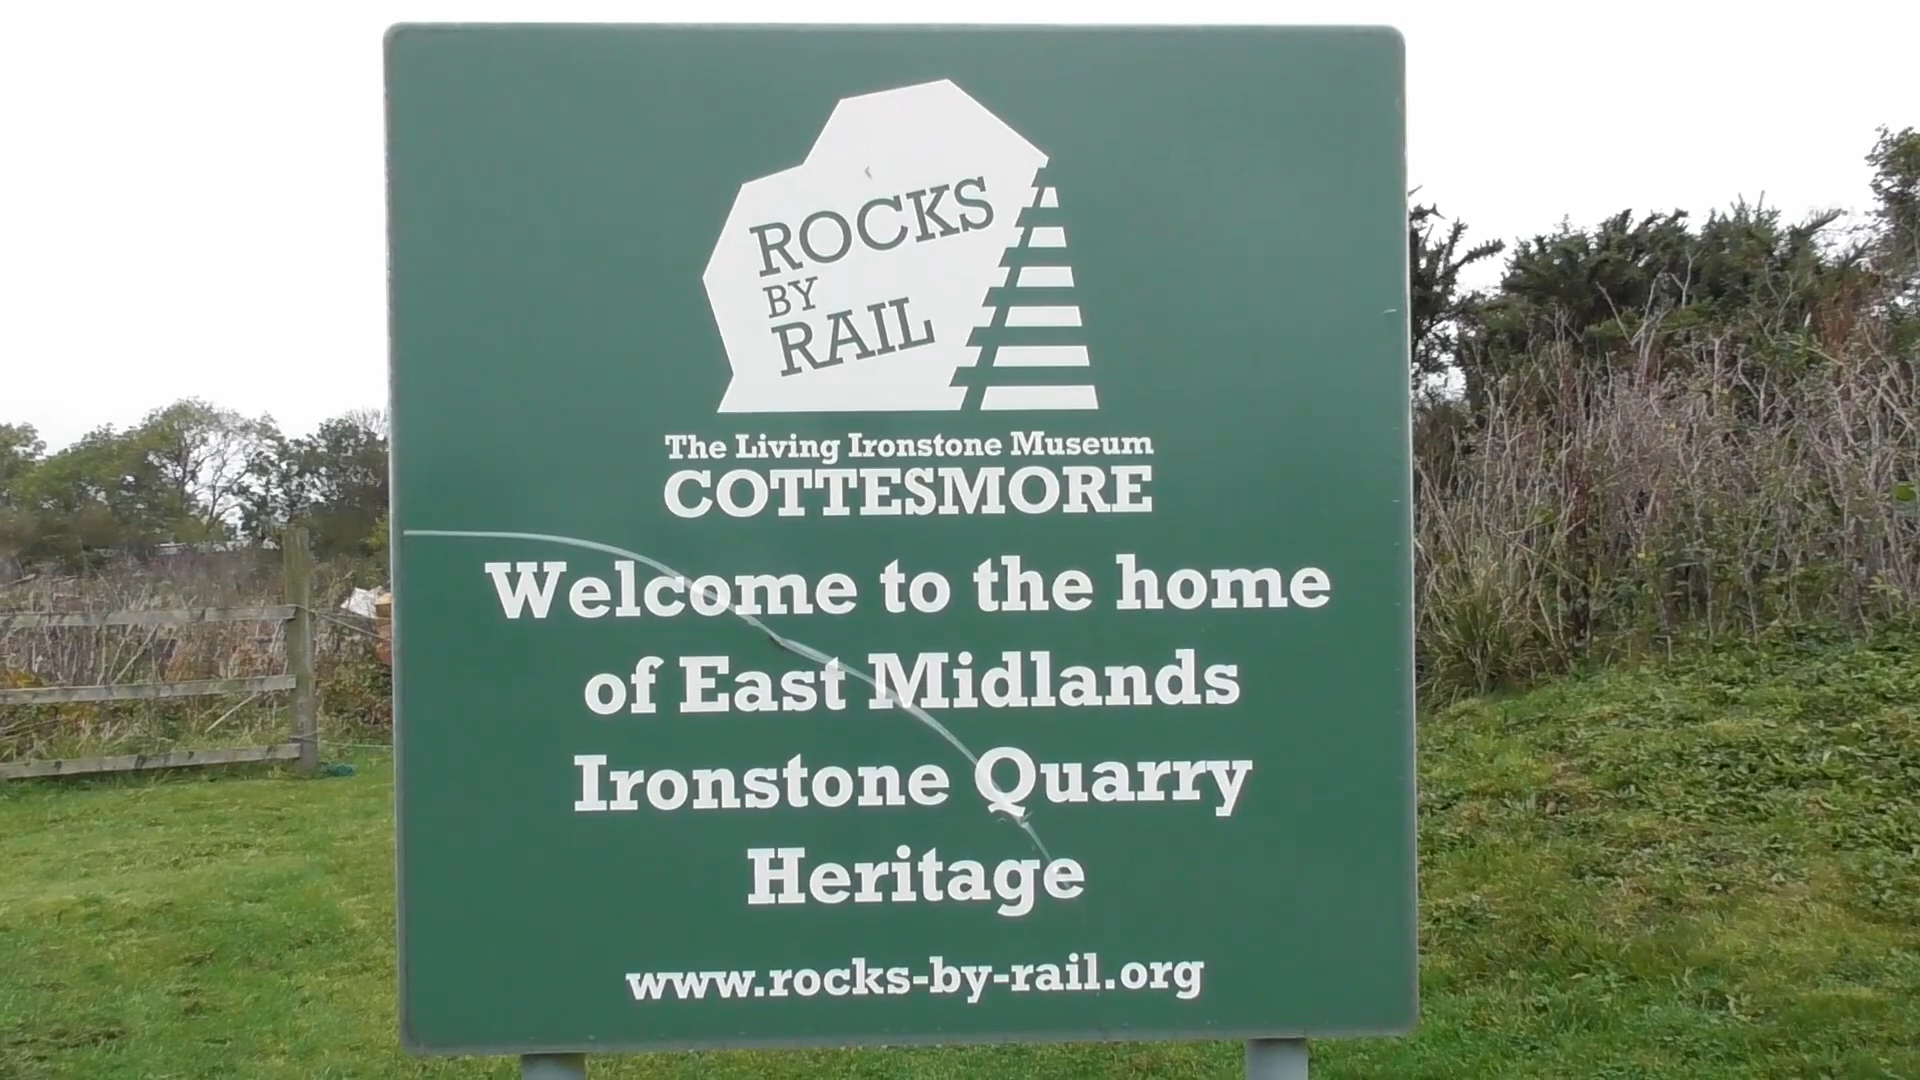 ROCKS
BY
RAIL
The Living Ironstone Museum
COTTESMORE
Welcome to the home
of East Midlands
Ironstone Quarry
Heritage
www.rocks-by-rail.org